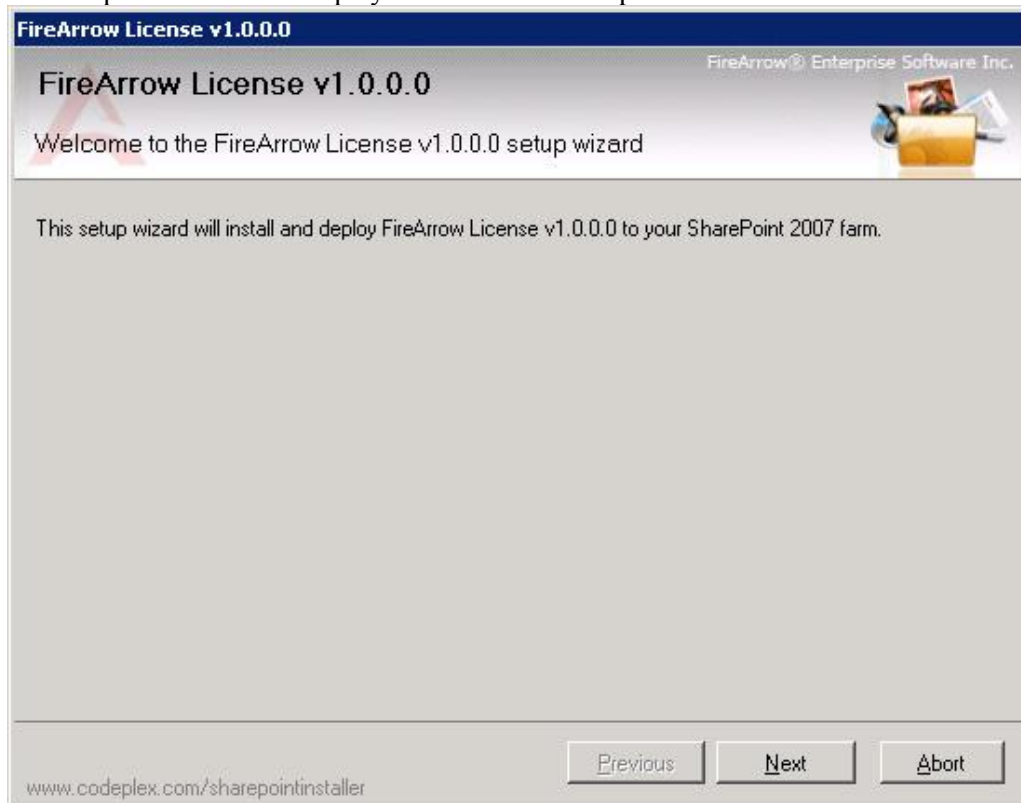 FireArrow License v1.0.0.0
FireArrow® Enterprise Software Inc.
FireArrow License v1.0.0.0
Welcome to the FireArrow License v1.0.0.0 setup wizard
This setup wizard will install and deploy FireArrow License v1.0.0.0 to your SharePoint 2007 farm.
Previous Next Abort
www.codeplex.com/sharepointinstaller